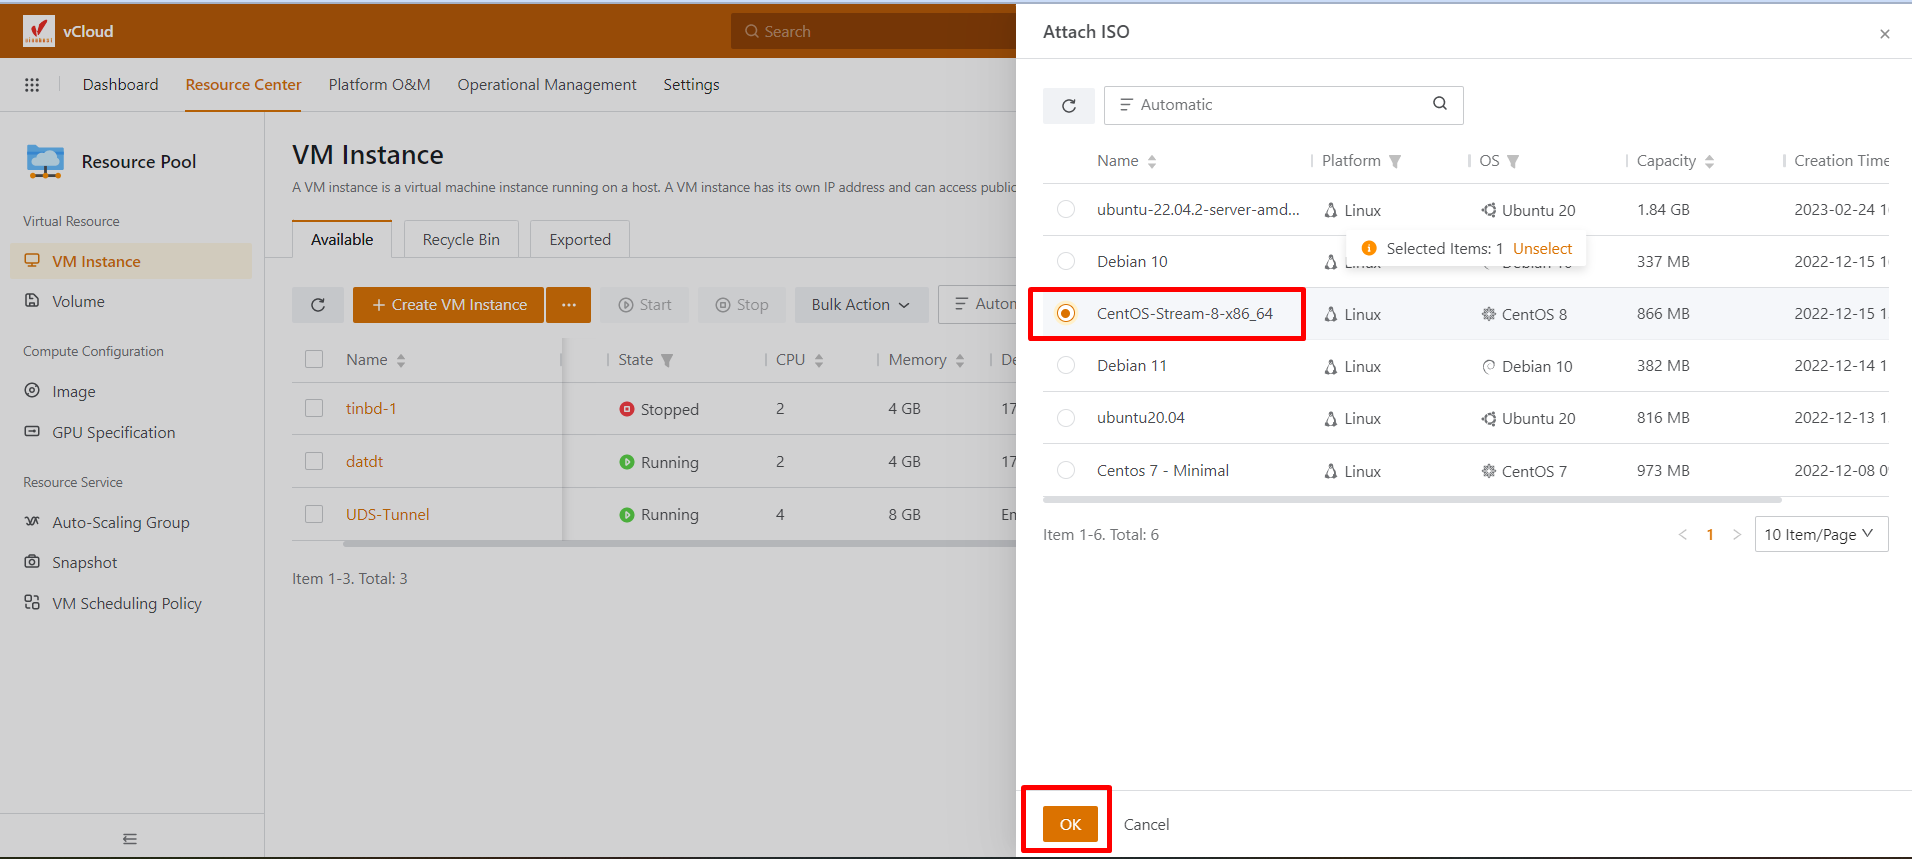 vCloud
Search
Dashboard Resource Center Platform O&M Operational Management Settings
Resource Pool
Virtual Resource
VM Instance
Volume
Compute Configuration
Image
GPU Specification
Resource Service
Auto-Scaling Group
Snapshot
VM Scheduling Policy
VM Instance
A VM instance is a virtual machine instance running on a host. A VM instance has its own IP address and can access public
Available Recycle Bin Exported
+ Create VM Instance ... Start Stop Bulk Action Autom
Name State CPU Memory De
tinbd-1 Stopped 2 4 GB 17
datdt Running 2 4 GB 17
UDS-Tunnel Running 4 8 GB En
Item 1-3. Total: 3
Attach ISO
Automatic
Name Platform OS Capacity Creation Time
ubuntu-22.04.2-server-amd... Linux Ubuntu 20 1.84 GB 2023-02-24 1
Selected Items: 1 Unselect
Debian 10 Linux Debian 10 337 MB 2022-12-15 1
CentOS-Stream-8-x86_64 Linux CentOS 8 866 MB 2022-12-15 1
Debian 11 Linux Debian 10 382 MB 2022-12-14 1
ubuntu20.04 Linux Ubuntu 20 816 MB 2022-12-13 1
Centos 7 - Minimal Linux CentOS 7 973 MB 2022-12-08 0
Item 1-6. Total: 6
< 1 > 10 Item/Page
OK Cancel